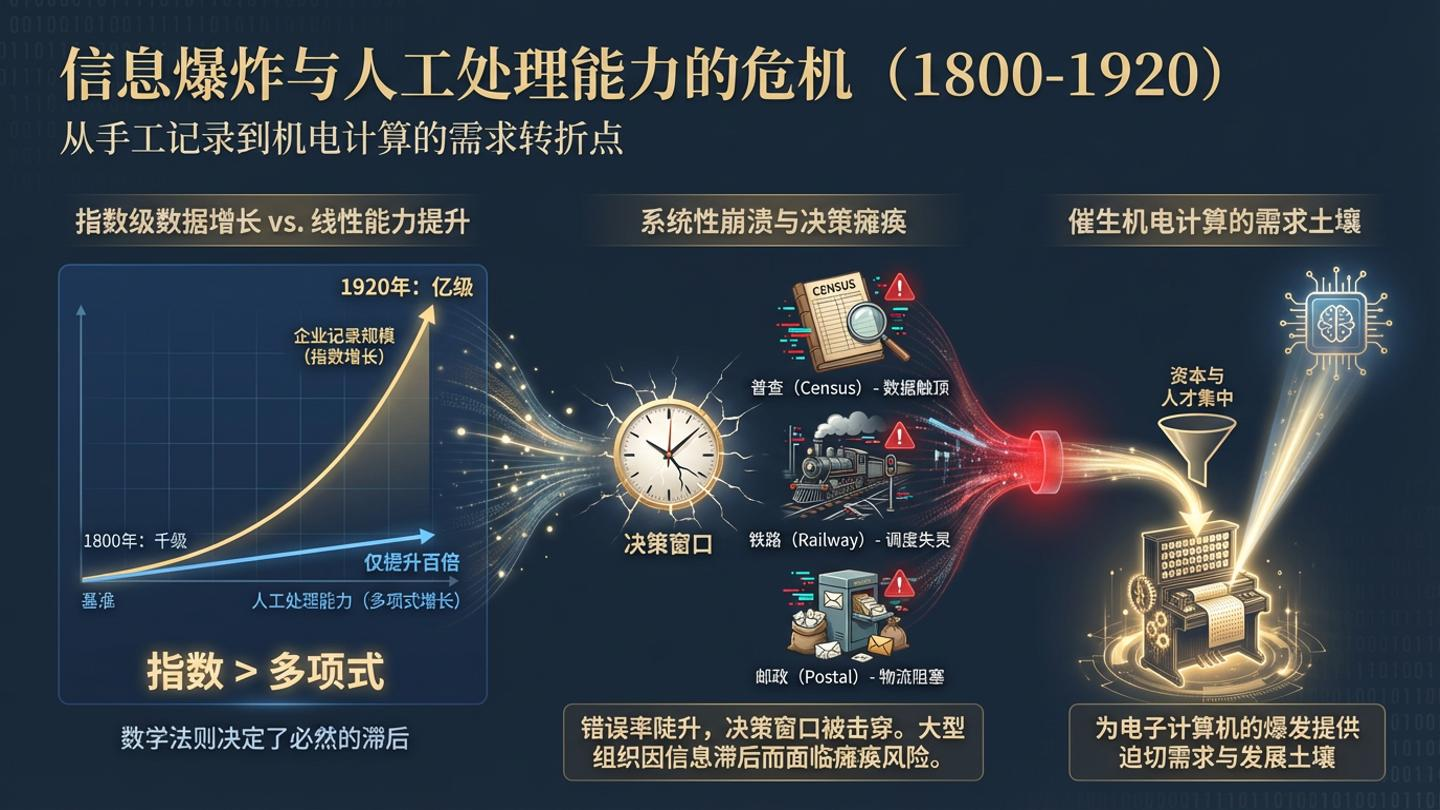 信息爆炸与人工处理能力的危机（1800-1920）
从手工记录到机电计算的需求转折点
指数级数据增长 vs. 线性能力提升
1920年：亿级
企业记录规模
（指数增长）
1800年：千级
仅提升百倍
基准
人工处理能力（多项式增长）
指数 > 多项式
数学法则决定了必然的滞后
系统性崩溃与决策瘫痪
决策窗口
CENSUS
普查（Census）- 数据触顶
铁路（Railway）- 调度失灵
邮政（Postal）- 物流阻塞
错误率陡升，决策窗口被击穿。大型
组织因信息滞后而面临瘫痪风险。
催生机电计算的需求土壤
资本与
人才集中
为电子计算机的爆发提供
迫切需求与发展土壤